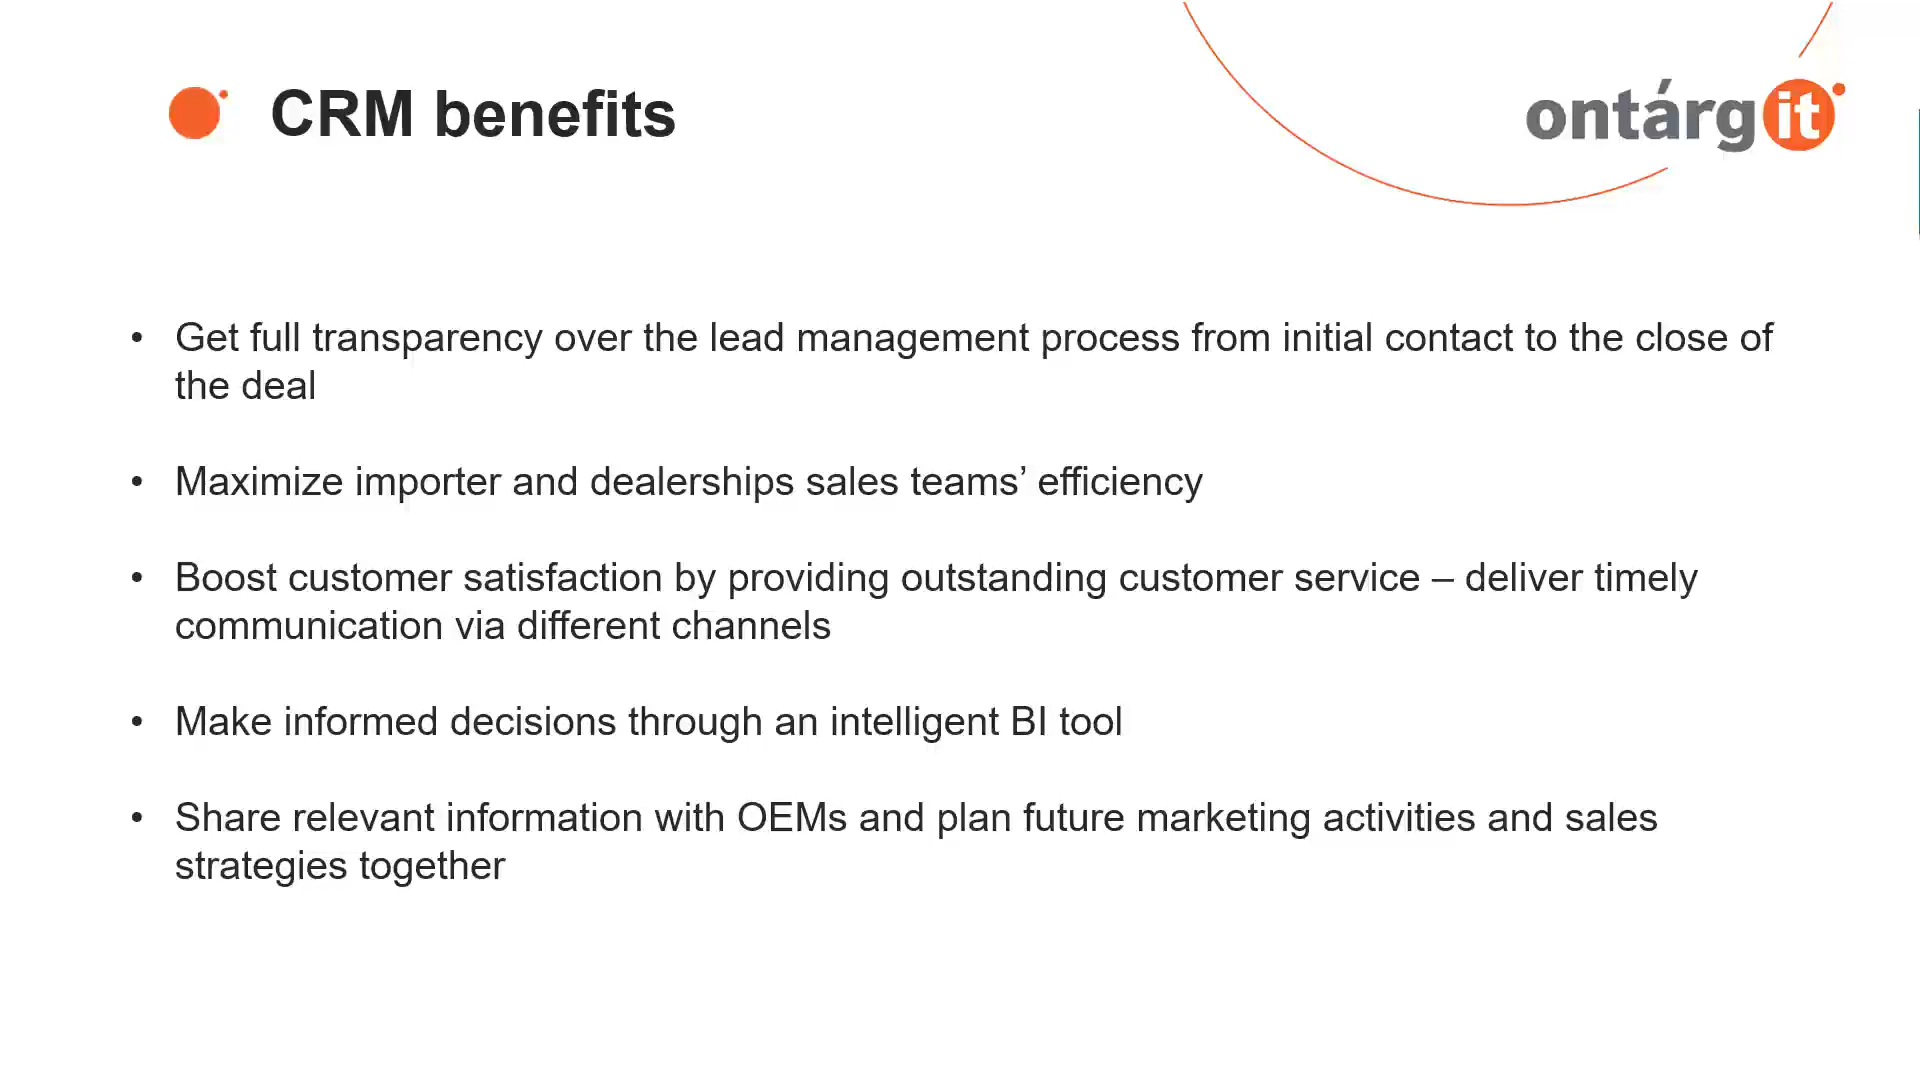 CRM benefits
ontárgit
• Get full transparency over the lead management process from initial contact to the close of
the deal
• Maximize importer and dealerships sales teams’ efficiency
• Boost customer satisfaction by providing outstanding customer service – deliver timely
communication via different channels
• Make informed decisions through an intelligent BI tool
• Share relevant information with OEMs and plan future marketing activities and sales
strategies together